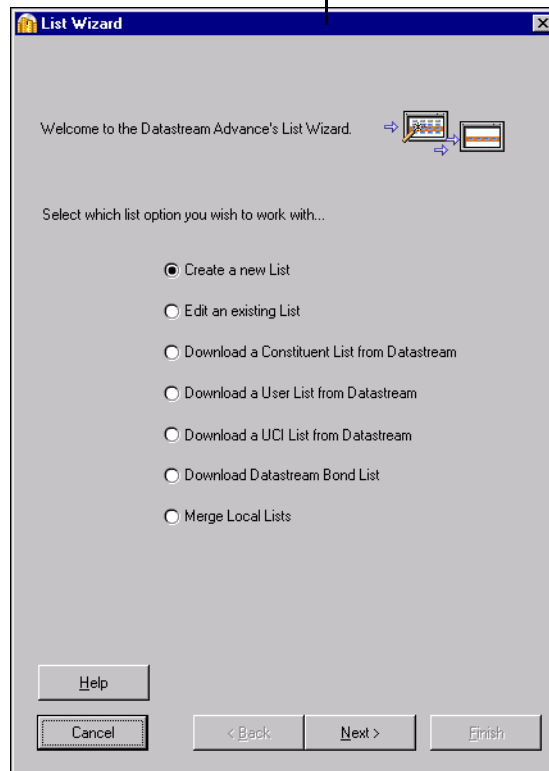 List Wizard
Welcome to the Datastream Advance's List Wizard.
Select which list option you wish to work with...
Create a new List
Edit an existing List
Download a Constituent List from Datastream
Download a User List from Datastream
Download a UCI List from Datastream
Download Datastream Bond List
Merge Local Lists
Help
Cancel
< Back
Next >
Finish